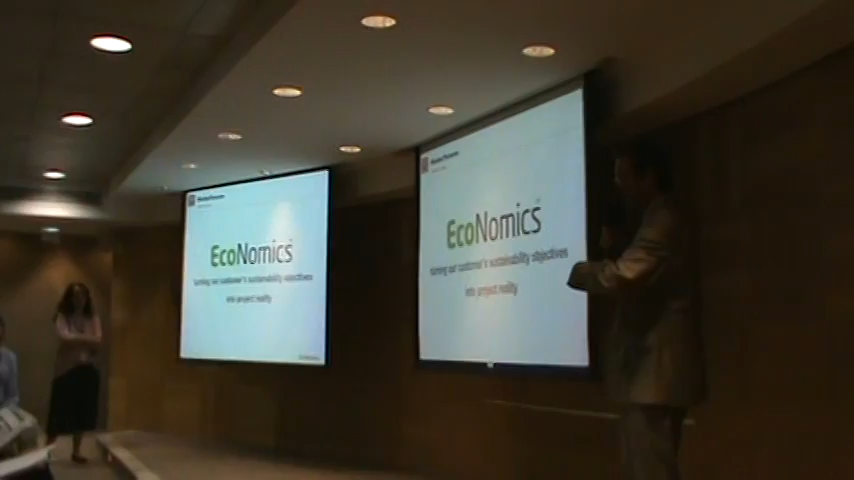 EcoNomics
turning our customer's sustainability objectives
into project reality
EcoNomics
turning our customer's sustainability objectives
into project reality